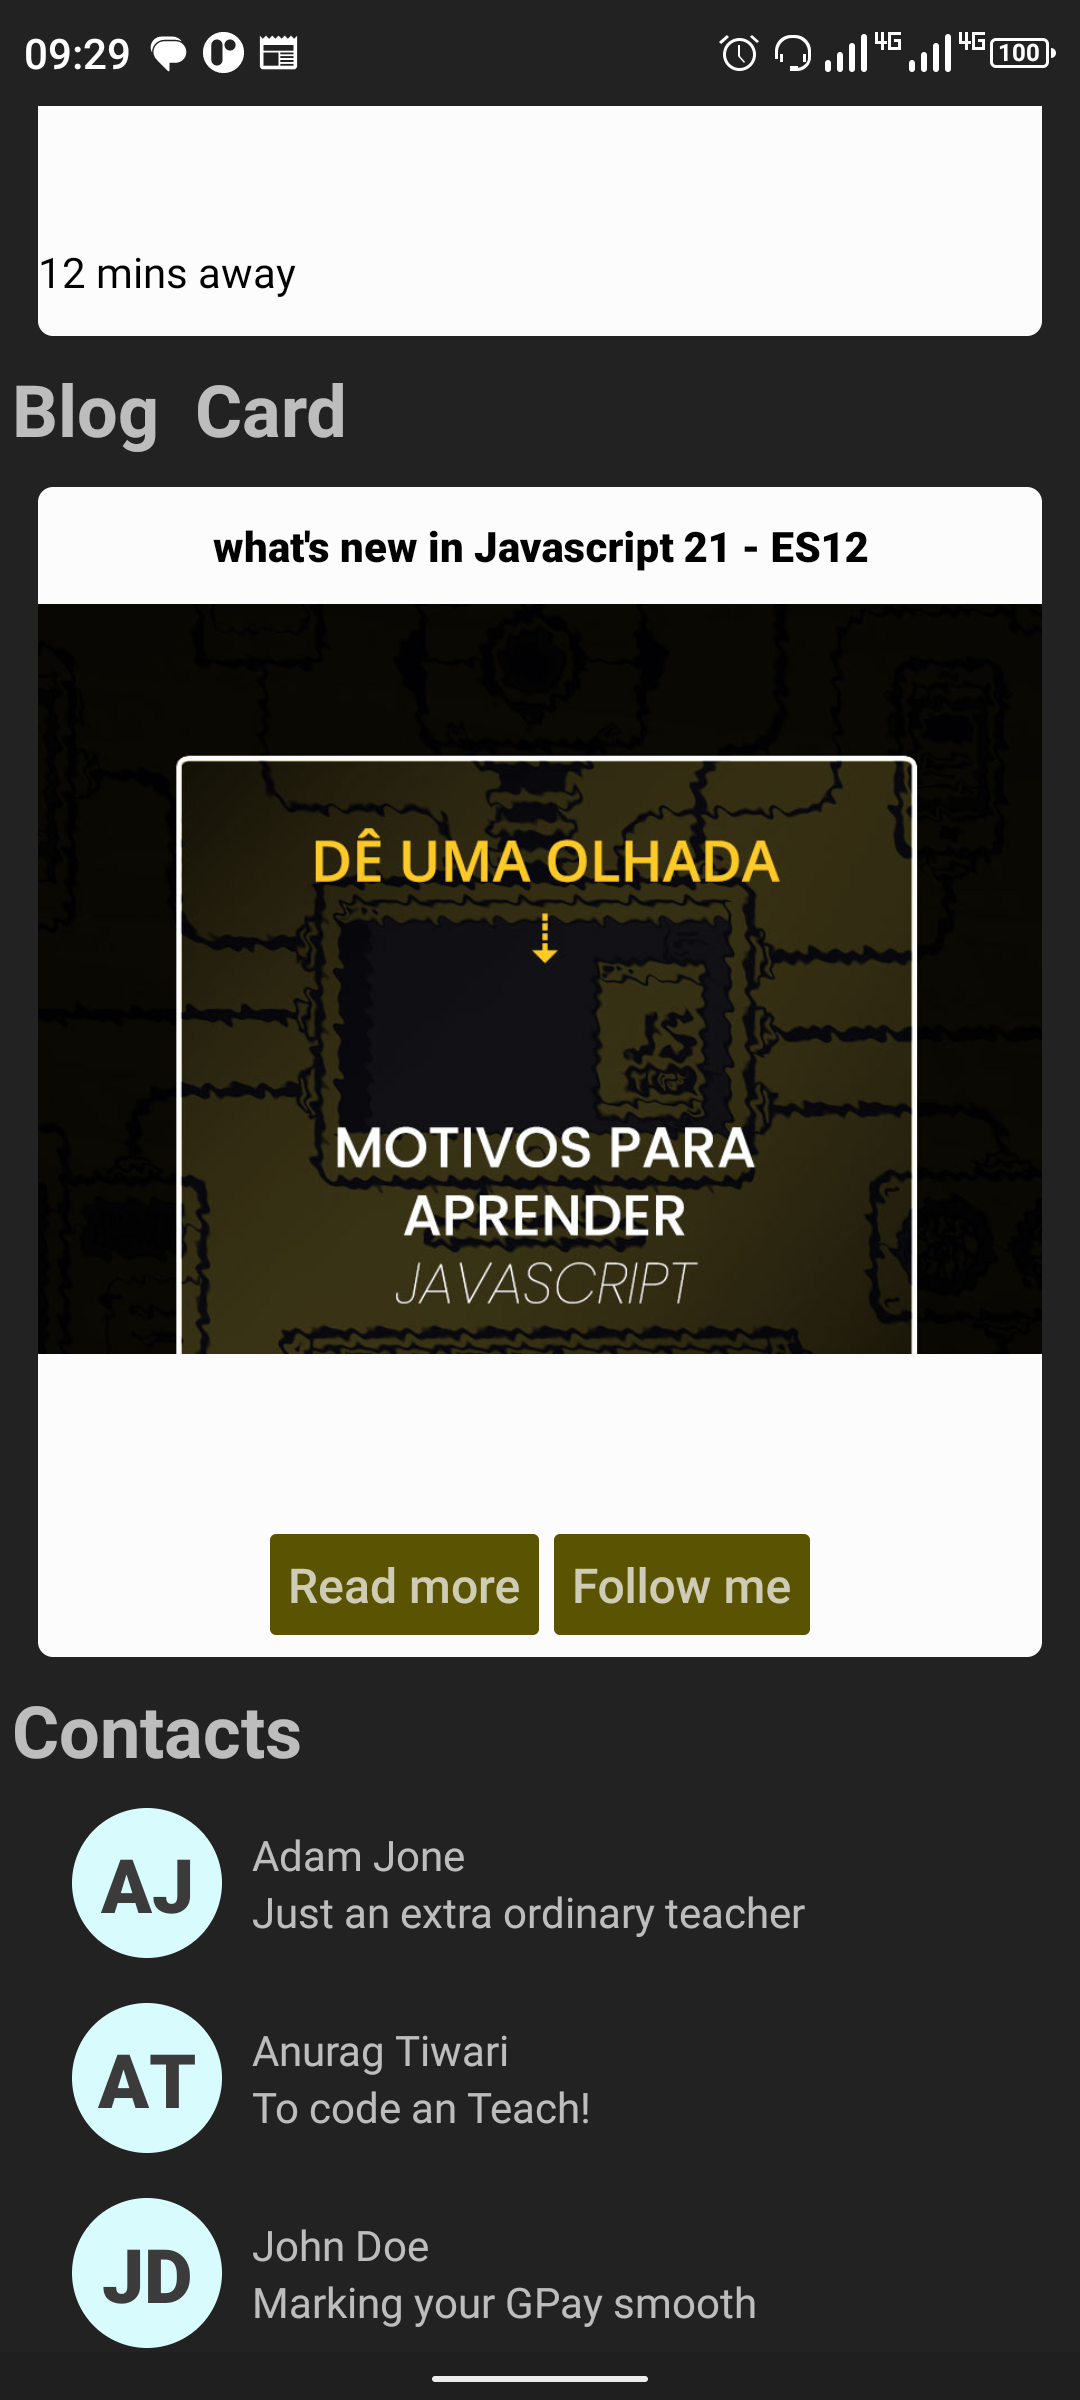 09:29
4G 4G 100
12 mins away
Blog Card
what's new in Javascript 21 - ES12
DÊ UMA OLHADA
MOTIVOS PARA
APRENDER
JAVASCRIPT
Read more Follow me
Contacts
AJ
Adam Jone
Just an extra ordinary teacher
AT
Anurag Tiwari
To code an Teach!
JD
John Doe
Marking your GPay smooth